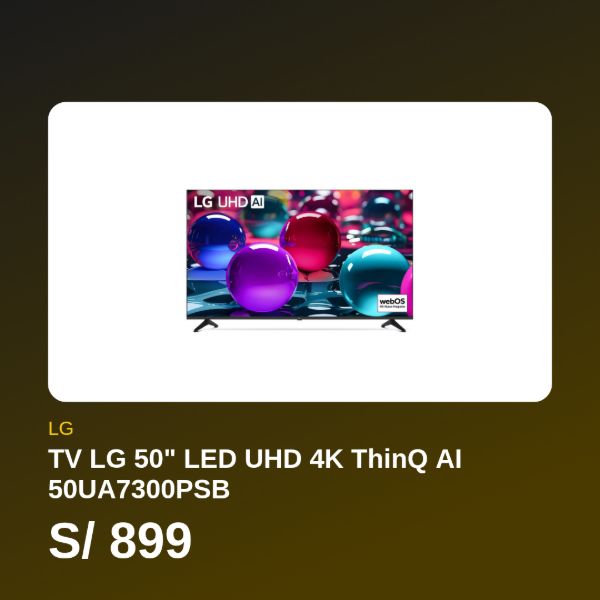 LG UHD AI
webOS
LG
TV LG 50" LED UHD 4K ThinQ AI
50UA7300PSB
S/ 899